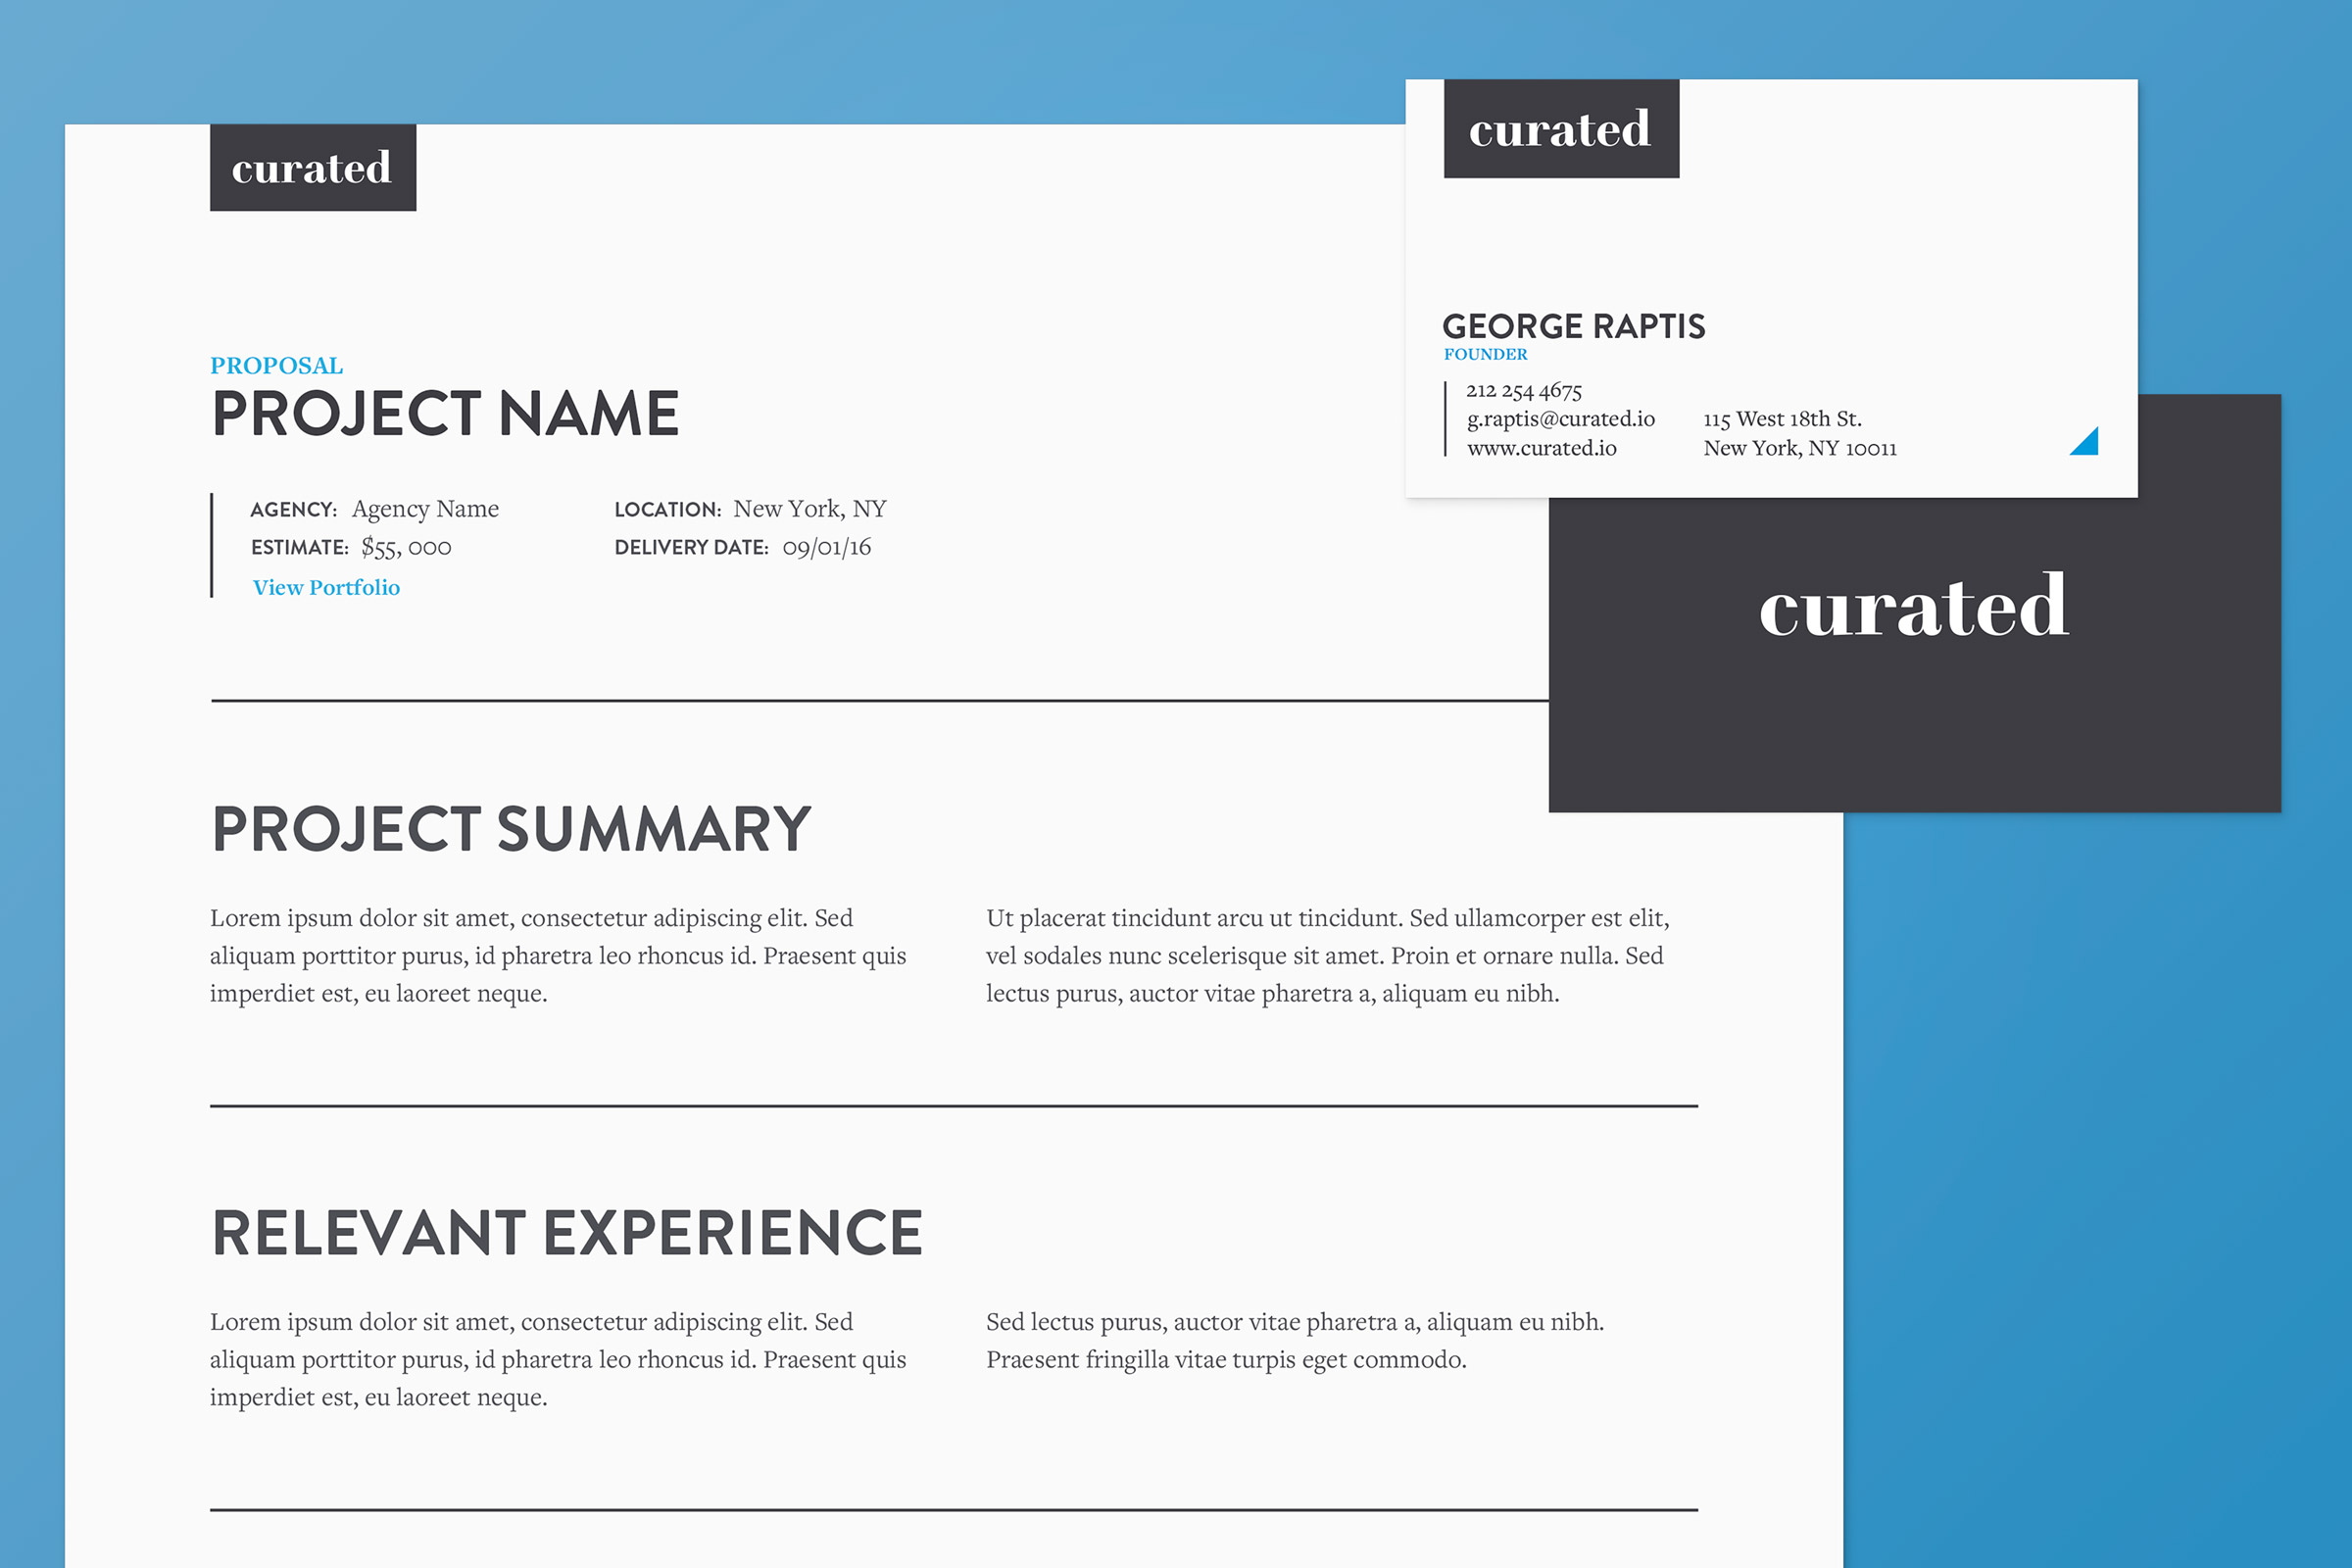 curated
PROPOSAL
PROJECT NAME
AGENCY: Agency Name
LOCATION: New York, NY
ESTIMATE: $55, 000
DELIVERY DATE: 09/01/16
View Portfolio
PROJECT SUMMARY
Lorem ipsum dolor sit amet, consectetur adipiscing elit. Sed
aliquam porttitor purus, id pharetra leo rhoncus id. Praesent quis
imperdiet est, eu laoreet neque.
Ut placerat tincidunt arcu ut tincidunt. Sed ullamcorper est elit,
vel sodales nunc scelerisque sit amet. Proin et ornare nulla. Sed
lectus purus, auctor vitae pharetra a, aliquam eu nibh.
RELEVANT EXPERIENCE
Lorem ipsum dolor sit amet, consectetur adipiscing elit. Sed
aliquam porttitor purus, id pharetra leo rhoncus id. Praesent quis
imperdiet est, eu laoreet neque.
Sed lectus purus, auctor vitae pharetra a, aliquam eu nibh.
Praesent fringilla vitae turpis eget commodo.
curated
GEORGE RAPTIS
FOUNDER
212 254 4675
g.raptis@curated.io
www.curated.io
115 West 18th St.
New York, NY 10011
curated